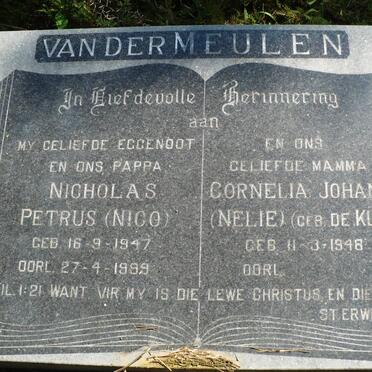 VAN DER MEULEN
In Liefdevolle Herinnering
aan
MY GELIEFDE EGGENOOT
EN ONS PAPPA
NICHOLAS
PETRUS (NICO)
GEB. 16-9-1947
OORL. 27-4-1999
EN ONS
GELIEFDE MAMMA
CORNELIA JOHAN
(NELIE) (GEB. DE KL
GEB. 11-3-1948
OORL.
IL. 1:21 WANT VIR MY IS DIE LEWE CHRISTUS, EN DIE
STERWE